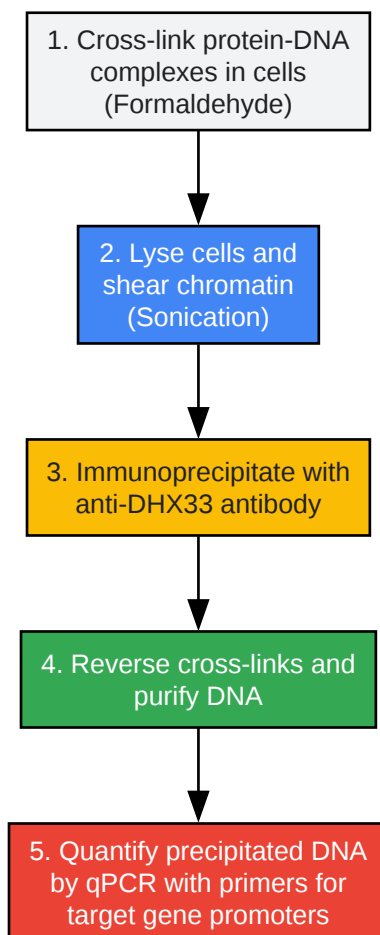 1. Cross-link protein-DNA
complexes in cells
(Formaldehyde)
2. Lyse cells and
shear chromatin
(Sonication)
3. Immunoprecipitate with
anti-DHX33 antibody
4. Reverse cross-links and
purify DNA
5. Quantify precipitated DNA
by qPCR with primers for
target gene promoters